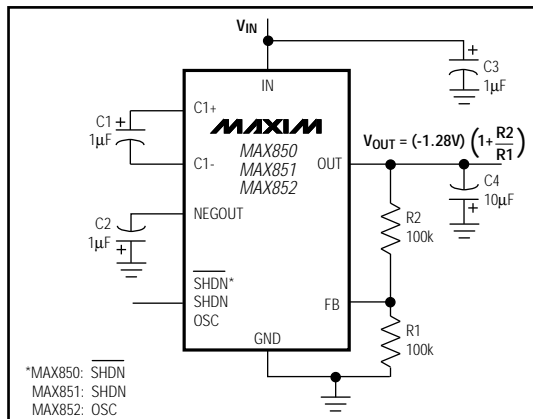 VIN
+
C3
1µF
IN
C1
+
1µF
C1+
C1-
MAXIM
MAX850
MAX851
MAX852
OUT
VOUT = (-1.28V) (1+R2/R1)
+
C4
10µF
C2
1µF
+
NEGOUT
R2
100k
SHDN*
SHDN
OSC
FB
R1
100k
GND
*MAX850: SHDN
MAX851: SHDN
MAX852: OSC